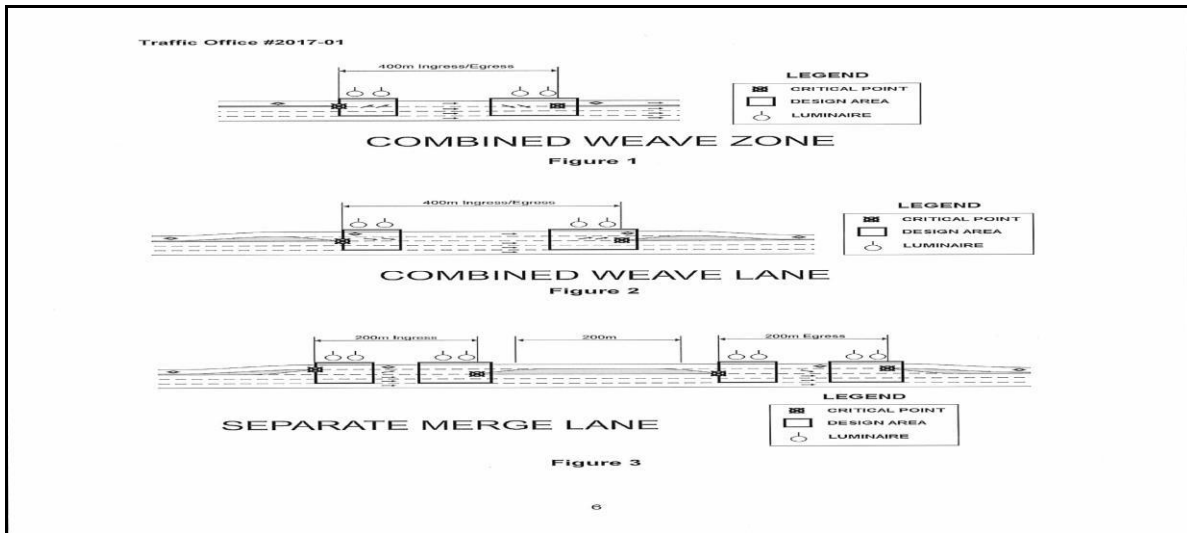 Traffic Office #2017-01
400m Ingress/Egress
LEGEND
CRITICAL POINT
DESIGN AREA
LUMINAIRE
COMBINED WEAVE ZONE
Figure 1
400m Ingress/Egress
LEGEND
CRITICAL POINT
DESIGN AREA
LUMINAIRE
COMBINED WEAVE LANE
Figure 2
200m Ingress
200m
200m Egress
LEGEND
CRITICAL POINT
DESIGN AREA
LUMINAIRE
SEPARATE MERGE LANE
Figure 3
6